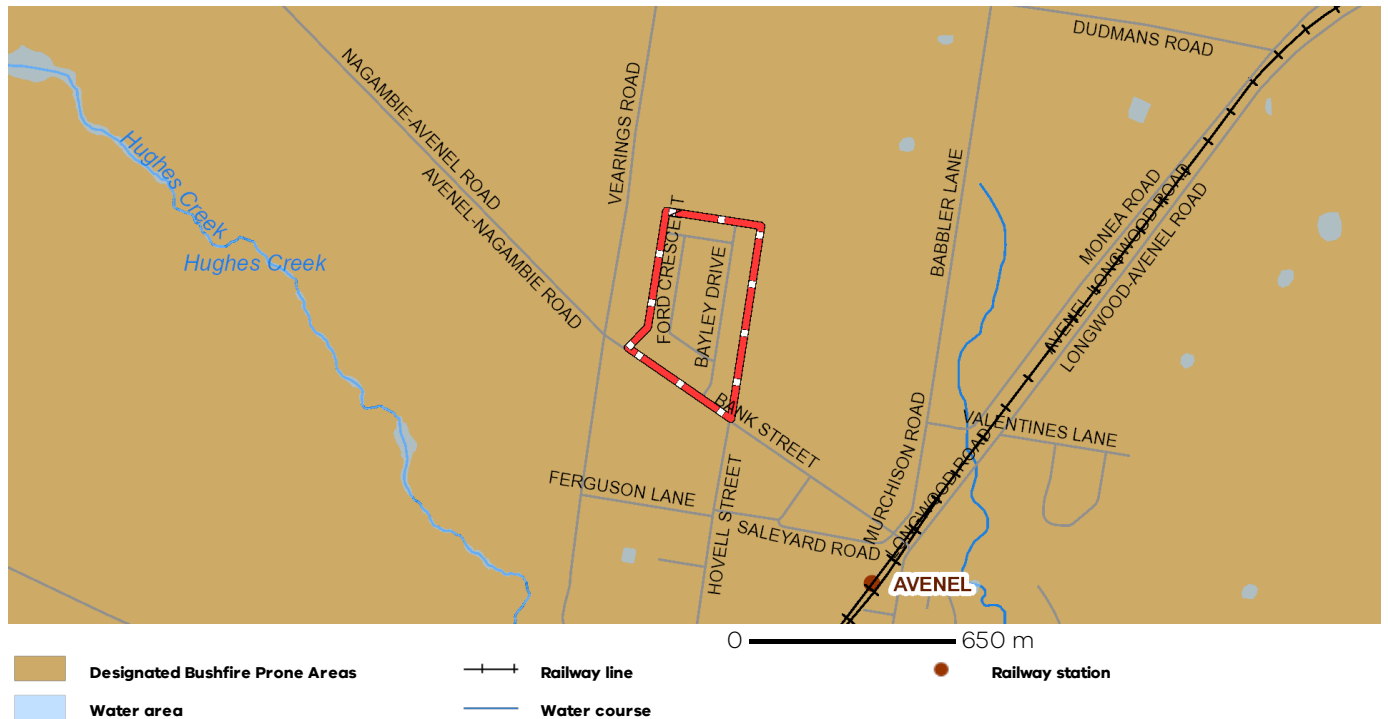 DUDMANS ROAD
NAGAMBIE-AVENEL ROAD
VEARINGS ROAD
Hughes Creek
BABBLER LANE
MONEA ROAD
AVENEL-LONGWOOD ROAD
LONGWOOD-AVENEL ROAD
AVENEL-NAGAMBIE ROAD
FORD CRESCENT
Hughes Creek
BAYLEY DRIVE
BANK STREET
MURCHISON ROAD
VALENTINES LANE
LONGWOOD ROAD
FERGUSON LANE
HOVELL STREET
SALEYARD ROAD
AVENEL
0 650 m
Designated Bushfire Prone Areas
Railway line
Railway station
Water area
Water course